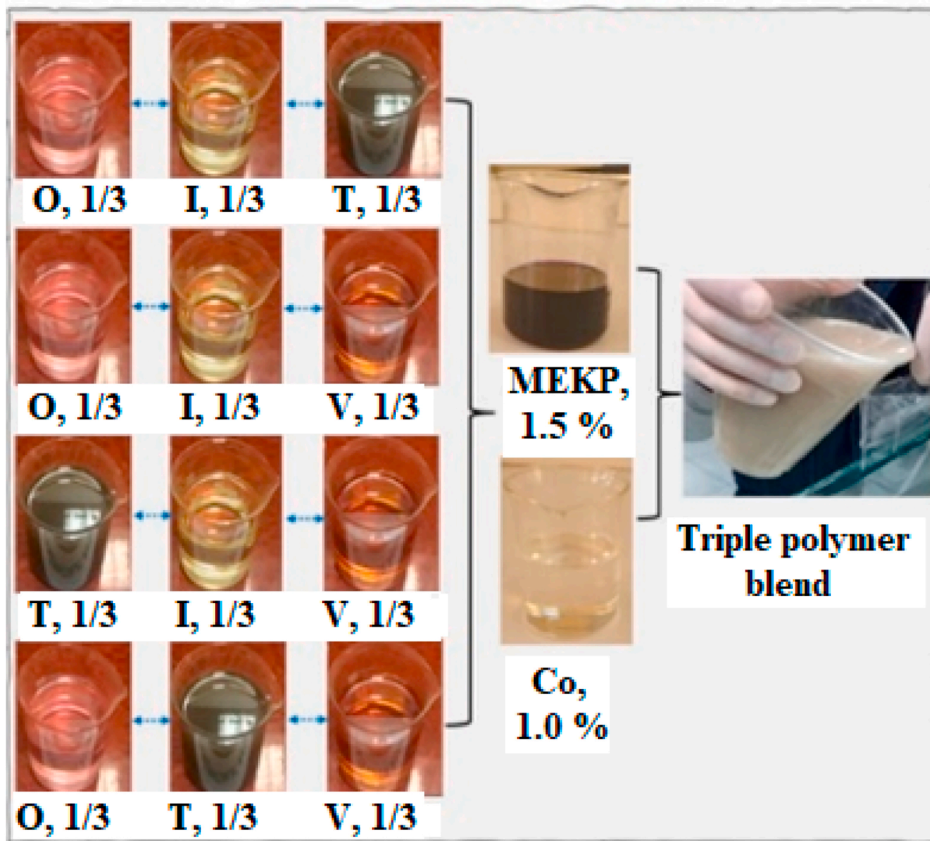 O, 1/3 I, 1/3 T, 1/3
O, 1/3 I, 1/3 V, 1/3
T, 1/3 I, 1/3 V, 1/3
O, 1/3 T, 1/3 V, 1/3
MEKP,
1.5 %
Co,
1.0 %
Triple polymer
blend